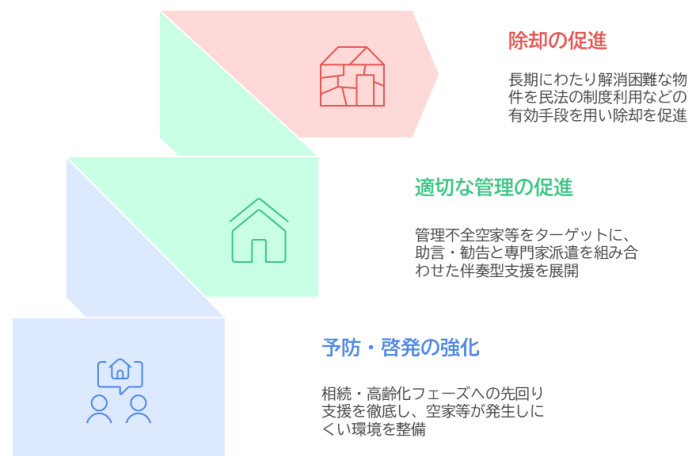 除却の促進
長期にわたり解消困難な物
件を民法の制度利用などの
有効手段を用い除却を促進
適切な管理の促進
管理不全空家等をターゲットに、
助言・勧告と専門家派遣を組み合
わせた伴奏型支援を展開
予防・啓発の強化
相続・高齢化フェーズへの先回り
支援を徹底し、空家等が発生しに
くい環境を整備